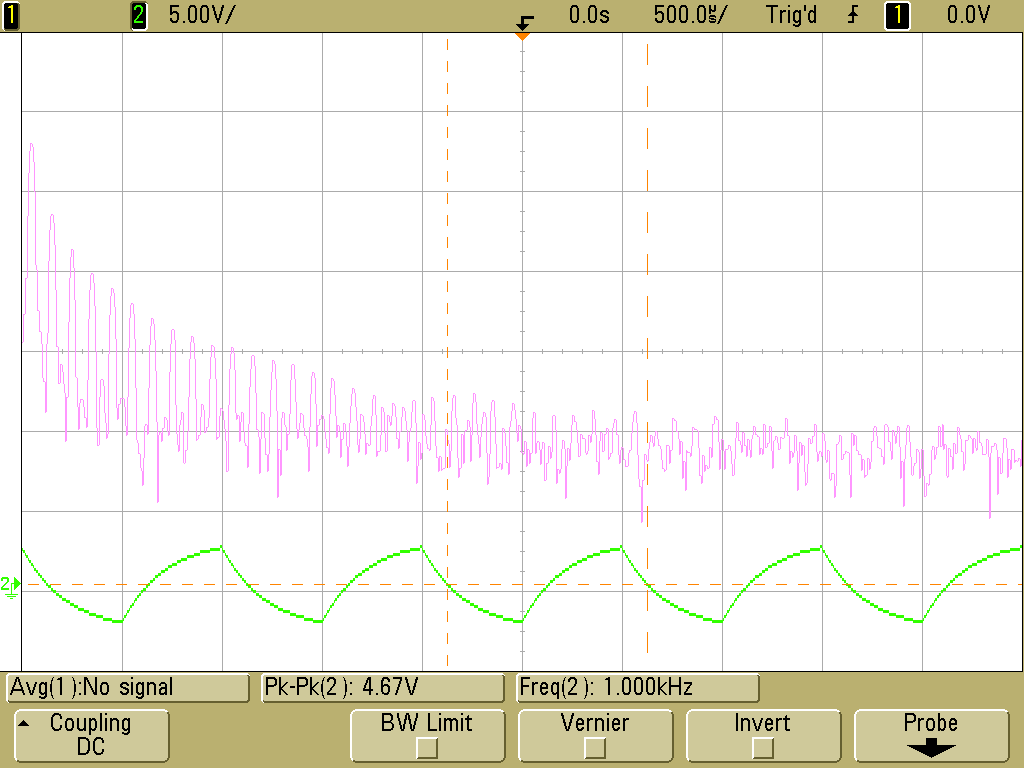 1 2 5.00V/ 0.0s 500.0µs/ Trig'd 1 0.0V
2
Avg(1):No signal Pk-Pk(2): 4.67V Freq(2): 1.000kHz
Coupling BW Limit Vernier Invert Probe
DC